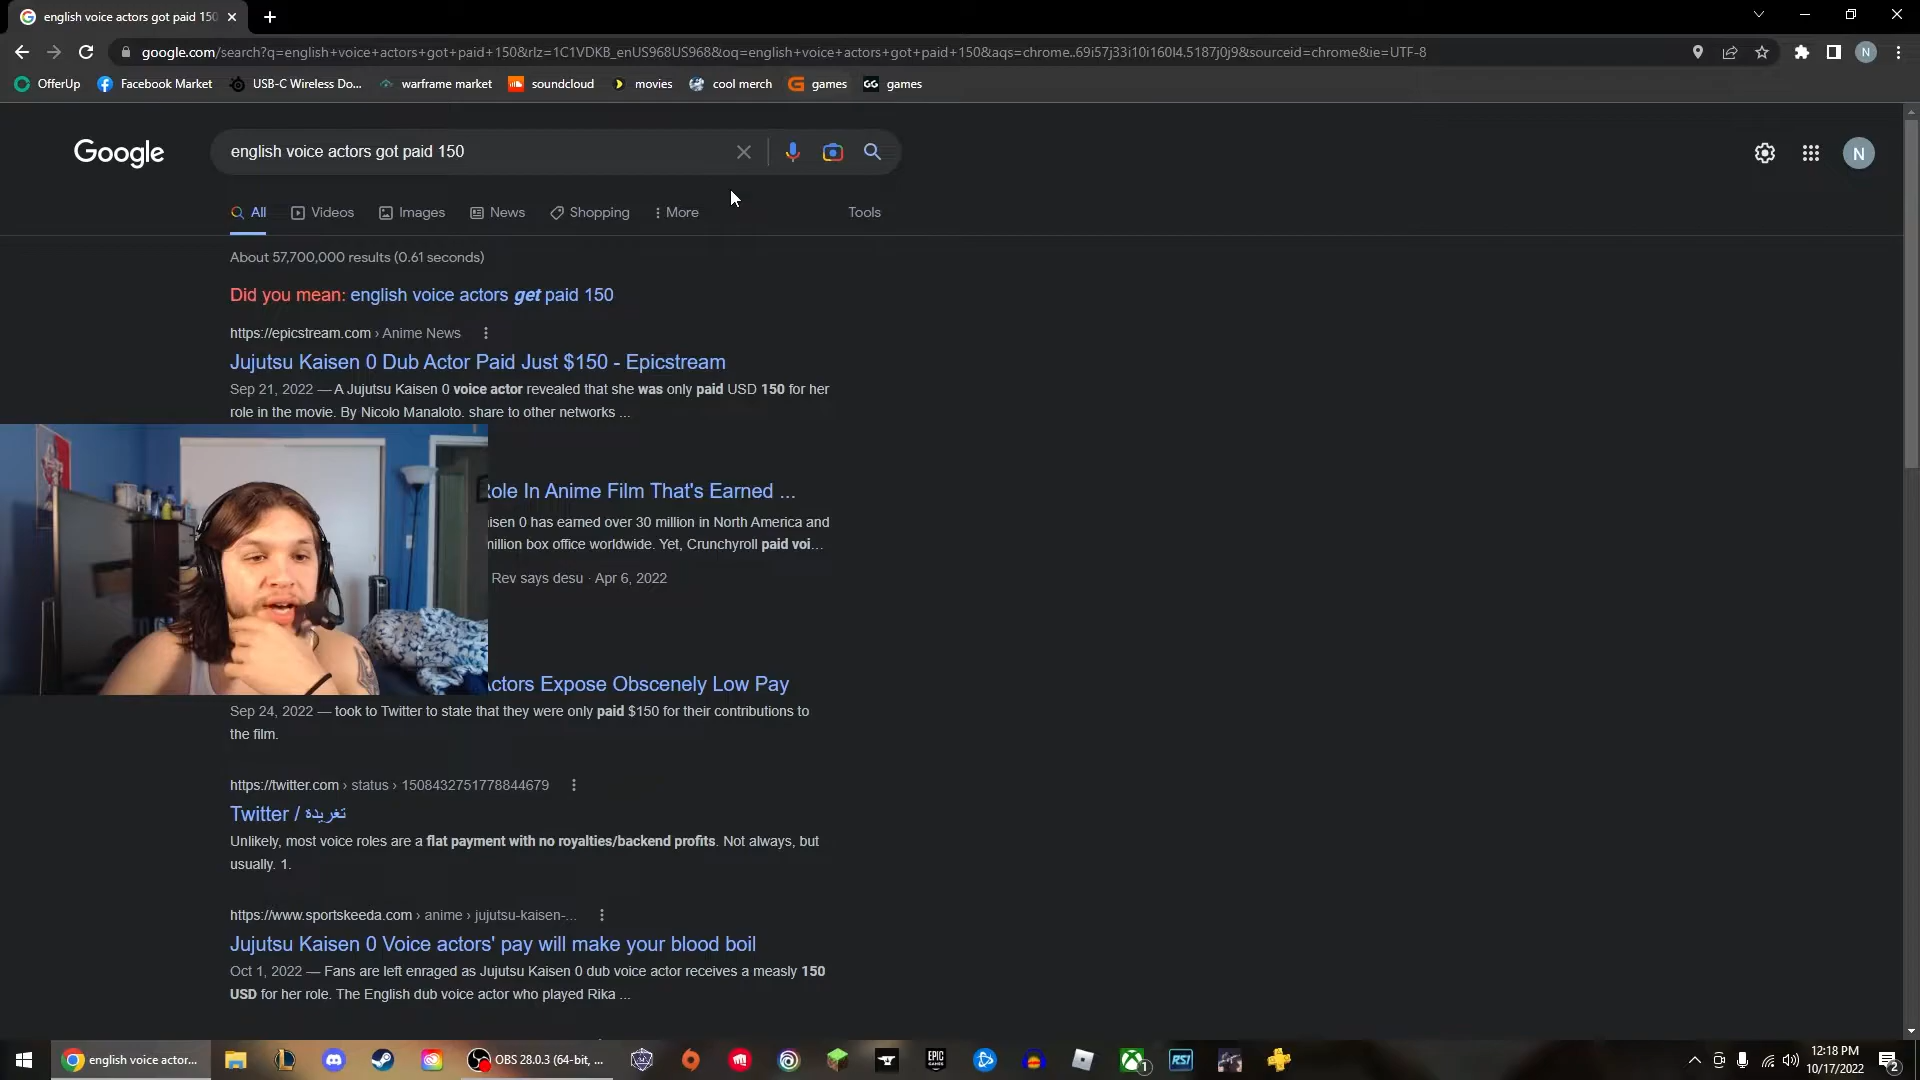 english voice actors got paid 150
google.com/search?q=english+voice+actors+got+paid+150&rlz=1C1VDKB_enUS968US968&oq=english+voice+actors+got+paid+150&aqs=chrome..69i57j33i10i160l4.5187j0j9&sourceid=chrome&ie=UTF-8
N
OfferUp
Facebook Market
USB-C Wireless Do...
warframe market
soundcloud
movies
cool merch
games
GG games
Google
english voice actors got paid 150
N
All
Videos
Images
News
Shopping
More
Tools
About 57,700,000 results (0.61 seconds)
Did you mean: english voice actors get paid 150
https://epicstream.com › Anime News
Jujutsu Kaisen 0 Dub Actor Paid Just $150 - Epicstream
Sep 21, 2022 — A Jujutsu Kaisen 0 voice actor revealed that she was only paid USD 150 for her
role in the movie. By Nicolo Manaloto. share to other networks ...
Role In Anime Film That's Earned ...
isen 0 has earned over 30 million in North America and
million box office worldwide. Yet, Crunchyroll paid voi...
Rev says desu · Apr 6, 2022
Actors Expose Obscenely Low Pay
Sep 24, 2022 — took to Twitter to state that they were only paid $150 for their contributions to
the film.
https://twitter.com › status › 1508432751778844679
Twitter / تغريدة
Unlikely, most voice roles are a flat payment with no royalties/backend profits. Not always, but
usually. 1.
https://www.sportskeeda.com › anime › jujutsu-kaisen-...
Jujutsu Kaisen 0 Voice actors' pay will make your blood boil
Oct 1, 2022 — Fans are left enraged as Jujutsu Kaisen 0 dub voice actor receives a measly 150
USD for her role. The English dub voice actor who played Rika ...
english voice actor...
OBS 28.0.3 (64-bit, ...
EPIC
GAMES
1
RSI
12:18 PM
10/17/2022
2